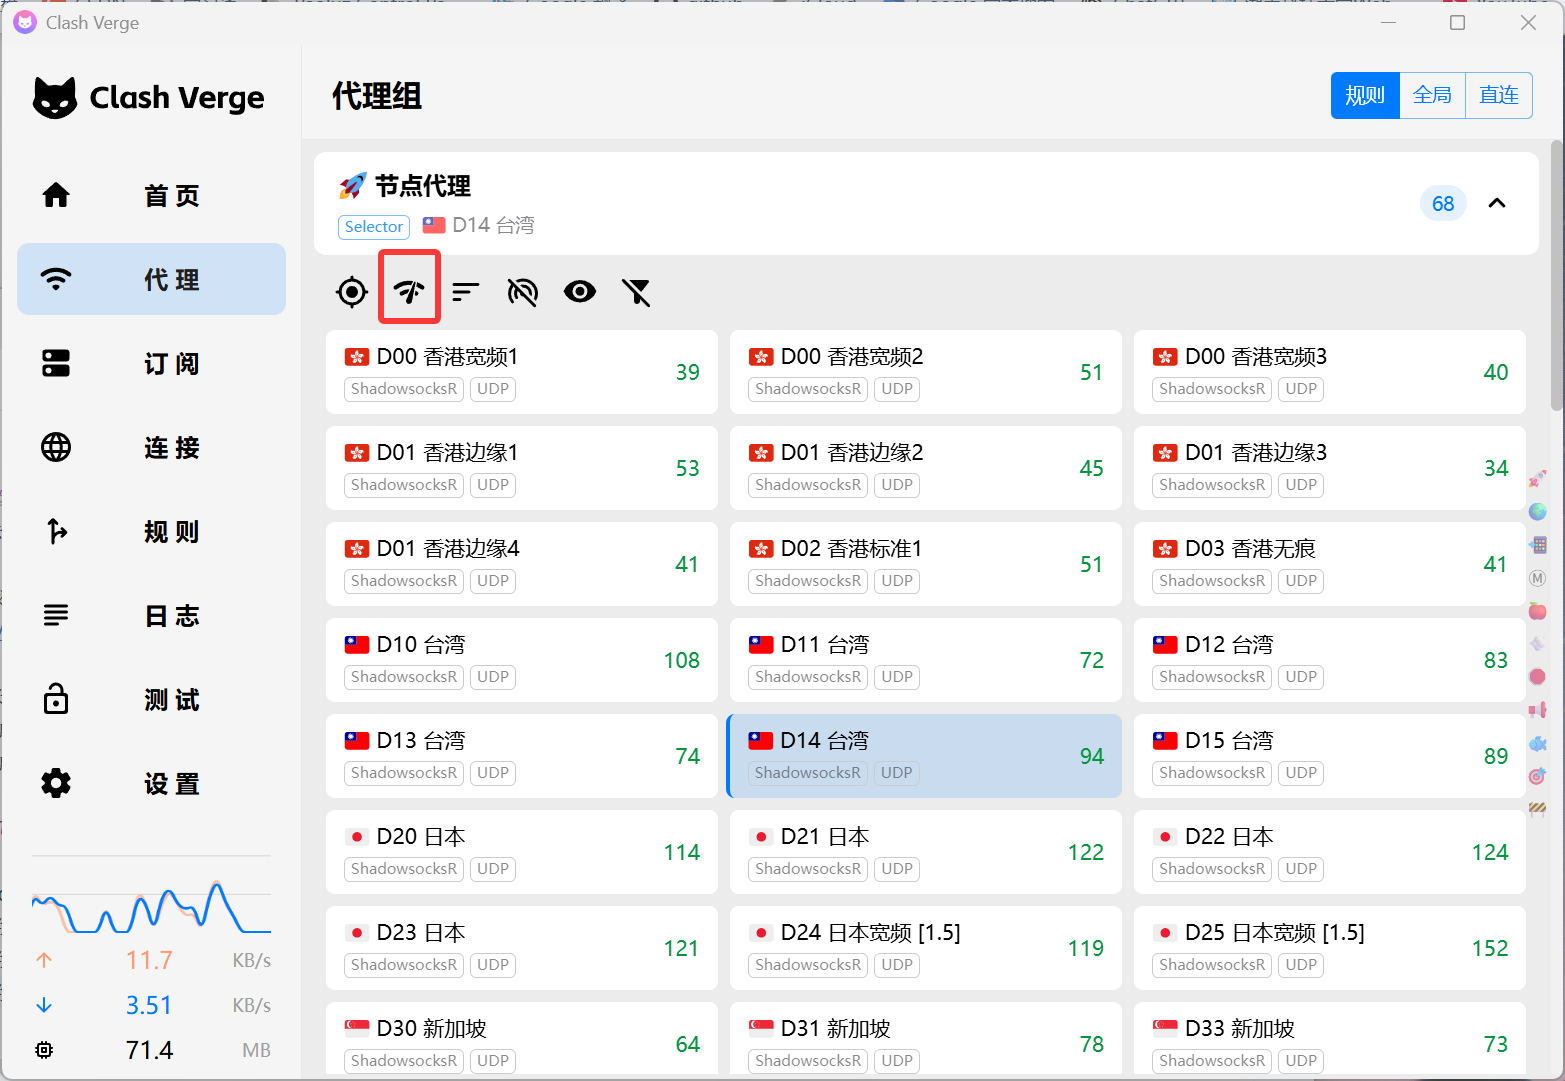 Clash Verge
Clash Verge
首 页
代 理
订 阅
连 接
规 则
日 志
测 试
设 置
11.7 KB/s
3.51 KB/s
71.4 MB
代理组
规则 全局 直连
节点代理
Selector D14 台湾
68
D00 香港宽频1
ShadowsocksR UDP
39
D00 香港宽频2
ShadowsocksR UDP
51
D00 香港宽频3
ShadowsocksR UDP
40
D01 香港边缘1
ShadowsocksR UDP
53
D01 香港边缘2
ShadowsocksR UDP
45
D01 香港边缘3
ShadowsocksR UDP
34
D01 香港边缘4
ShadowsocksR UDP
41
D02 香港标准1
ShadowsocksR UDP
51
D03 香港无痕
ShadowsocksR UDP
41
D10 台湾
ShadowsocksR UDP
108
D11 台湾
ShadowsocksR UDP
72
D12 台湾
ShadowsocksR UDP
83
D13 台湾
ShadowsocksR UDP
74
D14 台湾
ShadowsocksR UDP
94
D15 台湾
ShadowsocksR UDP
89
D20 日本
ShadowsocksR UDP
114
D21 日本
ShadowsocksR UDP
122
D22 日本
ShadowsocksR UDP
124
D23 日本
ShadowsocksR UDP
121
D24 日本宽频 [1.5]
ShadowsocksR UDP
119
D25 日本宽频 [1.5]
ShadowsocksR UDP
152
D30 新加坡
ShadowsocksR UDP
64
D31 新加坡
ShadowsocksR UDP
78
D33 新加坡
ShadowsocksR UDP
73
M